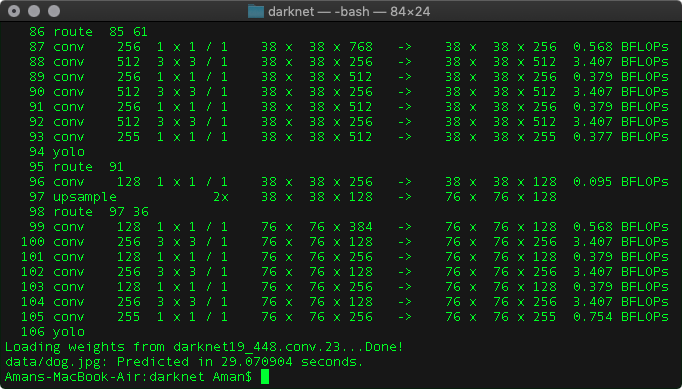 darknet — -bash — 84×24
86 route  85 61
87 conv    256  1 x 1 / 1    38 x  38 x 768   ->    38 x  38 x 256  0.568 BFLOPs
88 conv    512  3 x 3 / 1    38 x  38 x 256   ->    38 x  38 x 512  3.407 BFLOPs
89 conv    256  1 x 1 / 1    38 x  38 x 512   ->    38 x  38 x 256  0.379 BFLOPs
90 conv    512  3 x 3 / 1    38 x  38 x 256   ->    38 x  38 x 512  3.407 BFLOPs
91 conv    256  1 x 1 / 1    38 x  38 x 512   ->    38 x  38 x 256  0.379 BFLOPs
92 conv    512  3 x 3 / 1    38 x  38 x 256   ->    38 x  38 x 512  3.407 BFLOPs
93 conv    255  1 x 1 / 1    38 x  38 x 512   ->    38 x  38 x 255  0.377 BFLOPs
94 yolo
95 route  91
96 conv    128  1 x 1 / 1    38 x  38 x 256   ->    38 x  38 x 128  0.095 BFLOPs
97 upsample            2x    38 x  38 x 128   ->    76 x  76 x 128
98 route  97 36
99 conv    128  1 x 1 / 1    76 x  76 x 384   ->    76 x  76 x 128  0.568 BFLOPs
100 conv    256  3 x 3 / 1    76 x  76 x 128   ->    76 x  76 x 256  3.407 BFLOPs
101 conv    128  1 x 1 / 1    76 x  76 x 256   ->    76 x  76 x 128  0.379 BFLOPs
102 conv    256  3 x 3 / 1    76 x  76 x 128   ->    76 x  76 x 256  3.407 BFLOPs
103 conv    128  1 x 1 / 1    76 x  76 x 256   ->    76 x  76 x 128  0.379 BFLOPs
104 conv    256  3 x 3 / 1    76 x  76 x 128   ->    76 x  76 x 256  3.407 BFLOPs
105 conv    255  1 x 1 / 1    76 x  76 x 256   ->    76 x  76 x 255  0.754 BFLOPs
106 yolo
Loading weights from darknet19_448.conv.23...Done!
data/dog.jpg: Predicted in 29.070904 seconds.
Amans-MacBook-Air:darknet Aman$